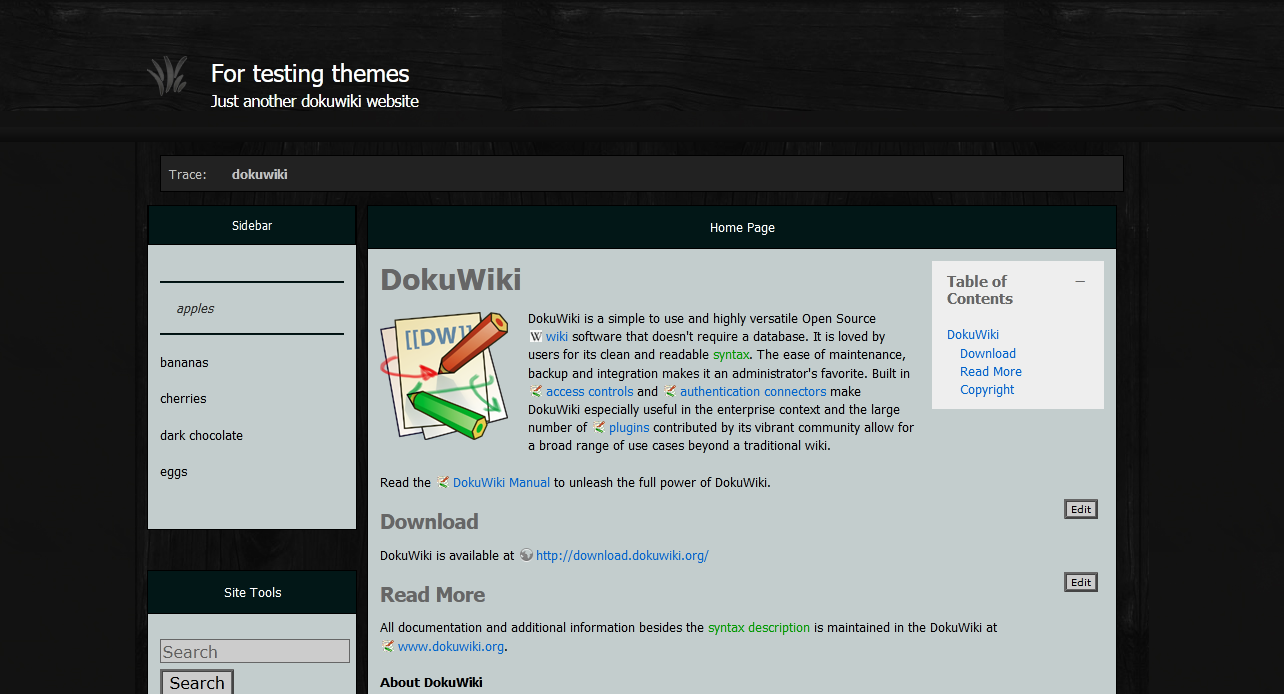 For testing themes
Just another dokuwiki website
Trace: dokuwiki
Sidebar
apples
bananas
cherries
dark chocolate
eggs
Site Tools
Search
Search
Home Page
DokuWiki
[[DW]]
DokuWiki is a simple to use and highly versatile Open Source
W wiki software that doesn't require a database. It is loved by
users for its clean and readable syntax. The ease of maintenance,
backup and integration makes it an administrator's favorite. Built in
access controls and authentication connectors make
DokuWiki especially useful in the enterprise context and the large
number of plugins contributed by its vibrant community allow for
a broad range of use cases beyond a traditional wiki.
Table of
Contents
−
DokuWiki
Download
Read More
Copyright
Read the DokuWiki Manual to unleash the full power of DokuWiki.
Edit
Download
DokuWiki is available at http://download.dokuwiki.org/
Edit
Read More
All documentation and additional information besides the syntax description is maintained in the DokuWiki at
www.dokuwiki.org.
About DokuWiki